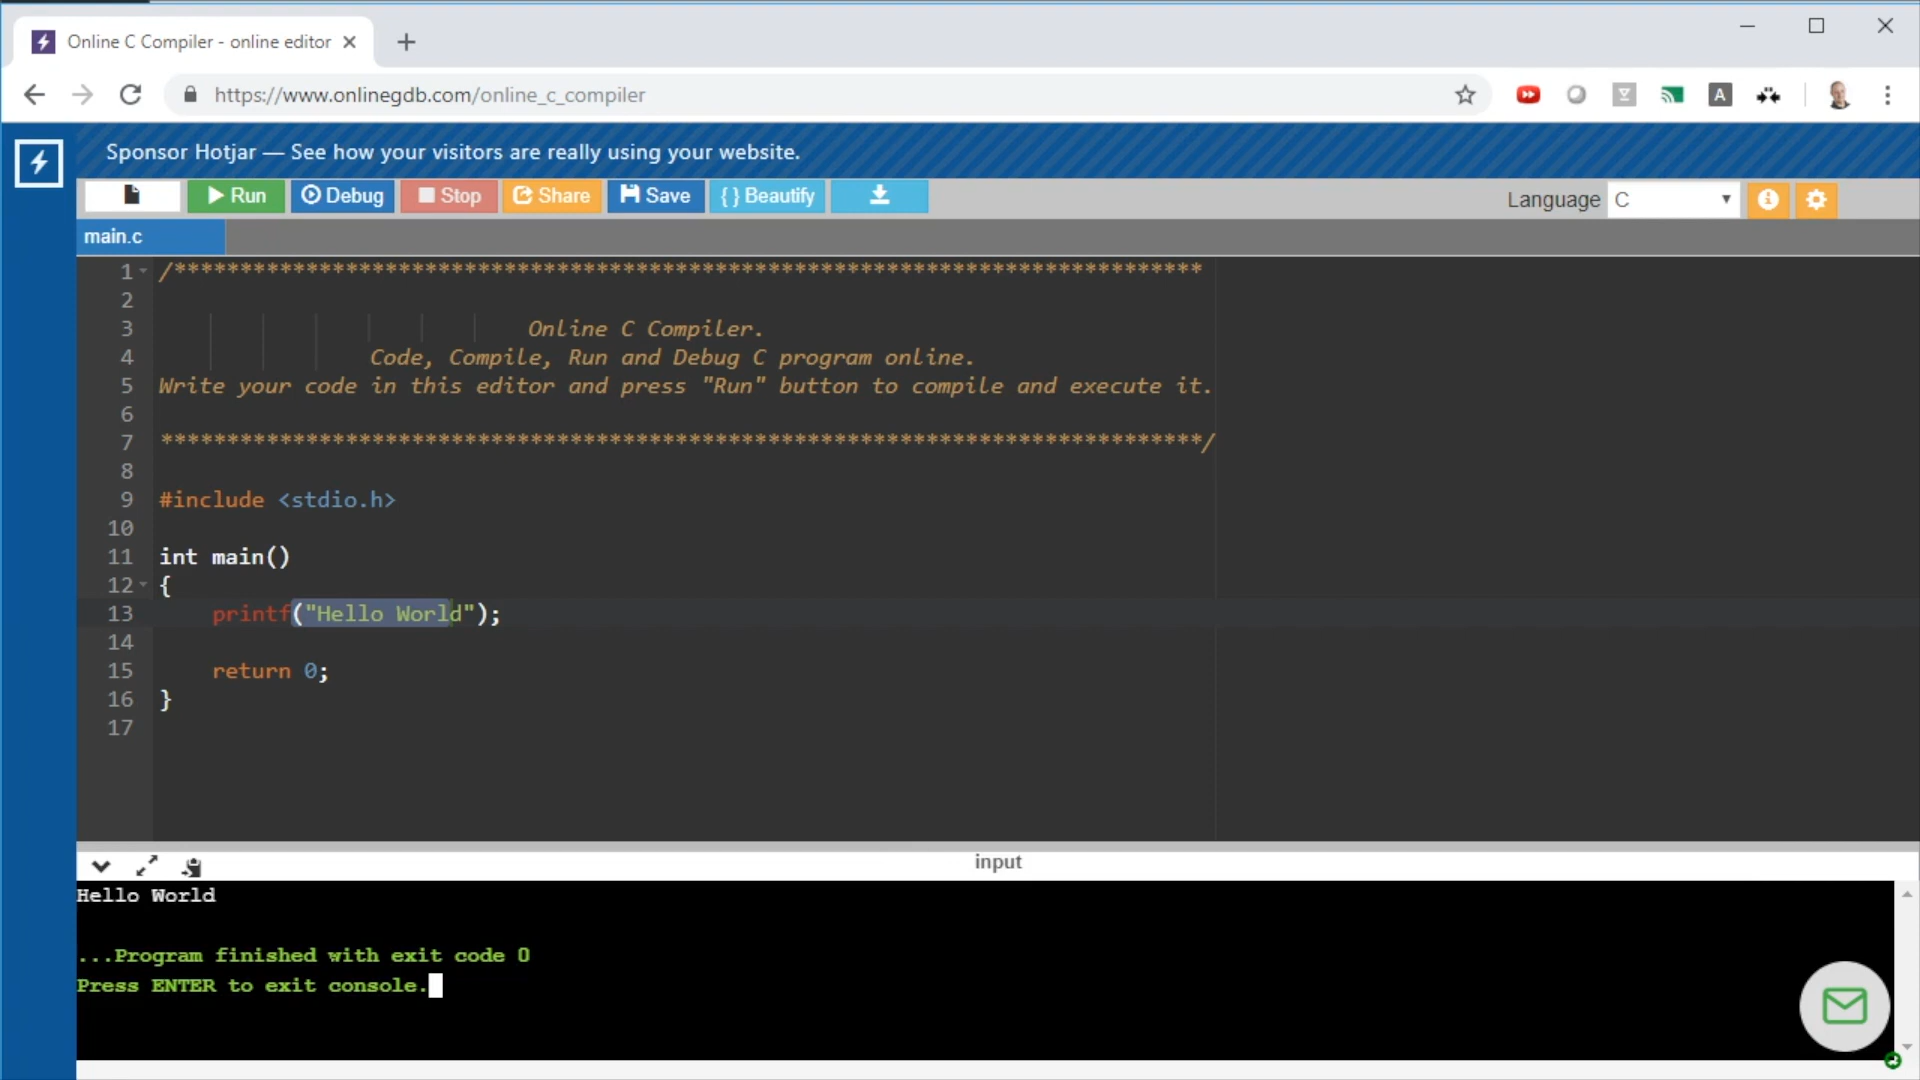 Online C Compiler - online editor
https://www.onlinegdb.com/online_c_compiler
Sponsor Hotjar — See how your visitors are really using your website.
Run Debug Stop Share Save { } Beautify Language C
main.c
1 /******************************************************************************
2
3 Online C Compiler.
4 Code, Compile, Run and Debug C program online.
5 Write your code in this editor and press "Run" button to compile and execute it.
6
7 *******************************************************************************/
8
9 #include <stdio.h>
10
11 int main()
12 {
13 printf("Hello World");
14
15 return 0;
16 }
17
input
Hello World
...Program finished with exit code 0
Press ENTER to exit console.